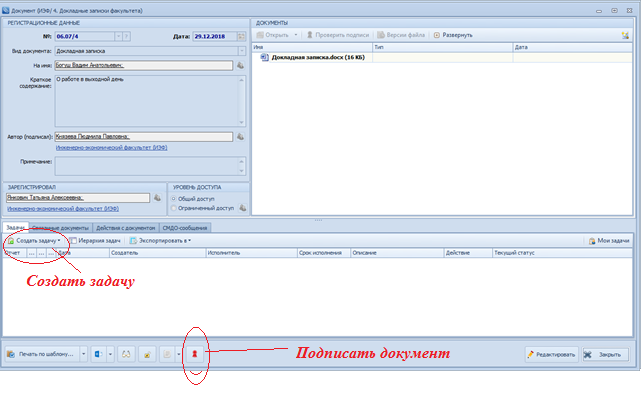 Документ (ИЭФ/ 4. Докладные записки факультета)
РЕГИСТРАЦИОННЫЕ ДАННЫЕ
№: 06.07/4 Дата: 29.12.2018
Вид документа: Докладная записка
На имя: Богуш Вадим Анатольевич;
Краткое содержание: О работе в выходной день
Автор (подписал): Князева Людмила Павловна;
Инженерно-экономический факультет (ИЭФ)
Примечание:
ЗАРЕГИСТРИРОВАЛ
Янкович Татьяна Алексеевна;
Инженерно-экономический факультет (ИЭФ)
УРОВЕНЬ ДОСТУПА
Общий доступ
Ограниченный доступ
ДОКУМЕНТЫ
Открыть Проверить подписи Версии файла Развернуть
Имя Тип Дата
Докладная записка.docx (16 КБ)
Задачи Связанные документы Действия с документом СМДО-сообщения
Создать задачу Иерархия задач Экспортировать в Мои задачи
Отчет ... ... ... Дата Создатель Исполнитель Срок исполнения Описание Действие Текущий статус
Создать задачу
Подписать документ
Печать по шаблону... Редактировать Закрыть